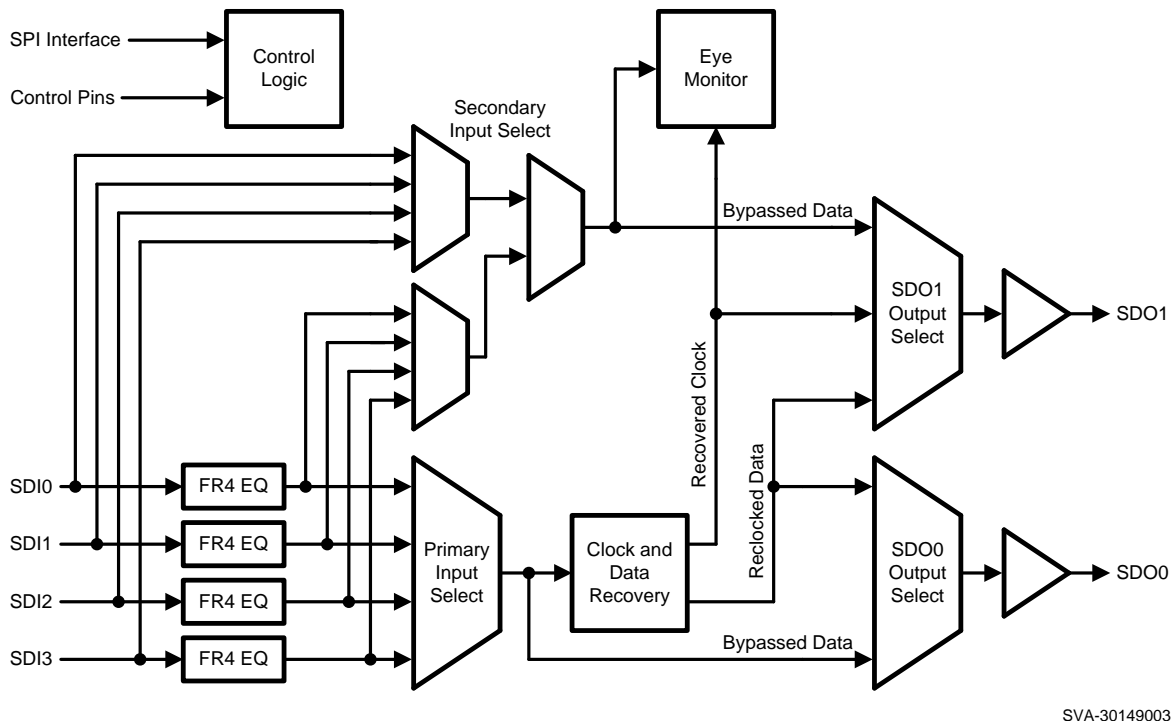 SPI Interface
Control Pins
Control
Logic
Secondary
Input Select
Eye
Monitor
Bypassed Data
SDO1
Output
Select
SDO1
Recovered Clock
Reclocked Data
SDI0
FR4 EQ
SDI1
FR4 EQ
SDI2
FR4 EQ
SDI3
FR4 EQ
Primary
Input
Select
Clock and
Data
Recovery
Bypassed Data
SDO0
Output
Select
SDO0
SVA-30149003